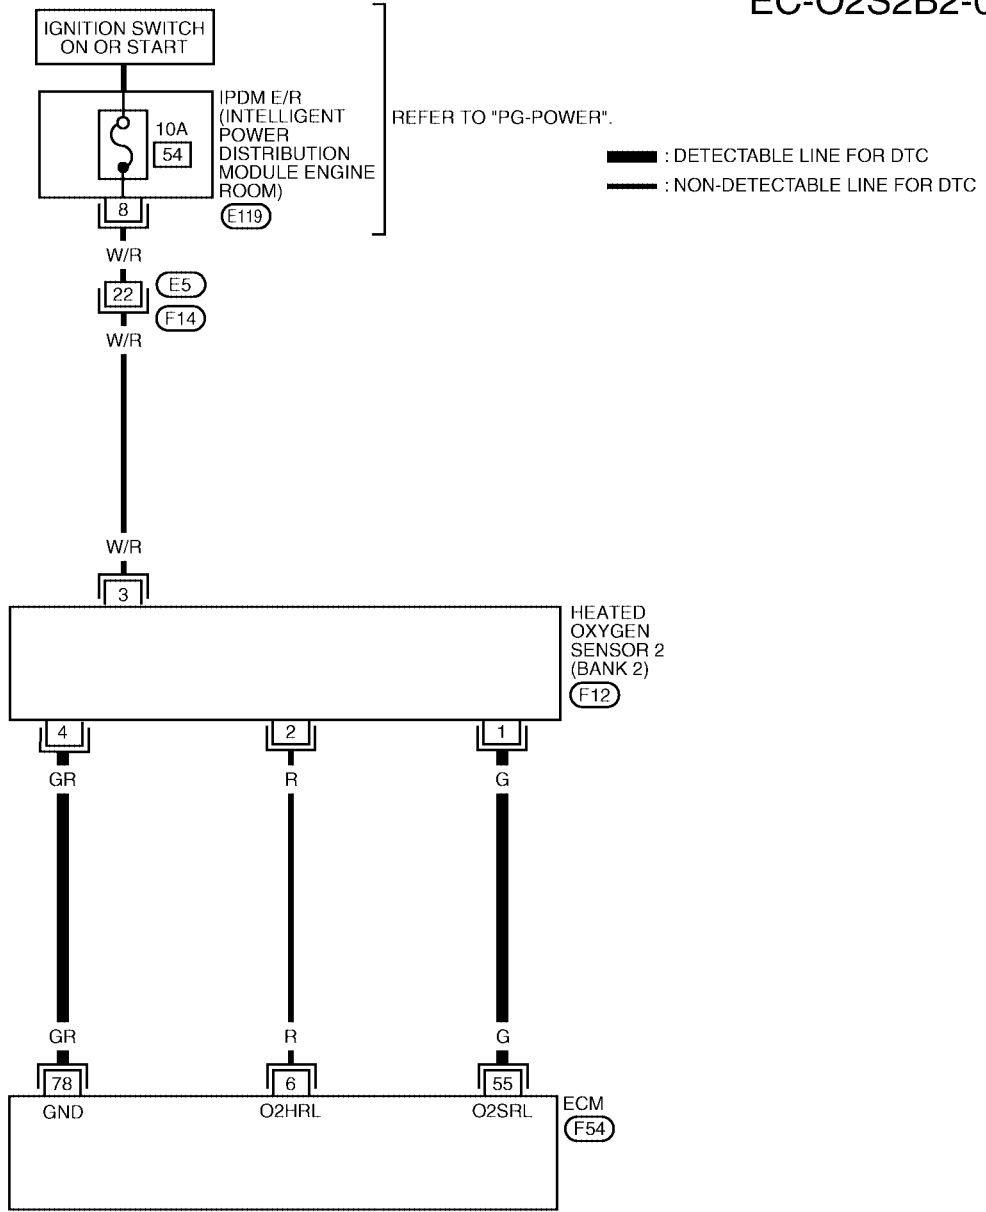 EC-O2S2B2-0
IGNITION SWITCH
ON OR START
IPDM E/R
(INTELLIGENT
POWER
DISTRIBUTION
MODULE ENGINE
ROOM)
E119
10A
54
REFER TO "PG-POWER".
: DETECTABLE LINE FOR DTC
: NON-DETECTABLE LINE FOR DTC
8
W/R
22
E5
F14
W/R
W/R
3
HEATED
OXYGEN
SENSOR 2
(BANK 2)
F12
4 2 1
GR R G
GR R G
78 6 55
GND O2HRL O2SRL
ECM
F54